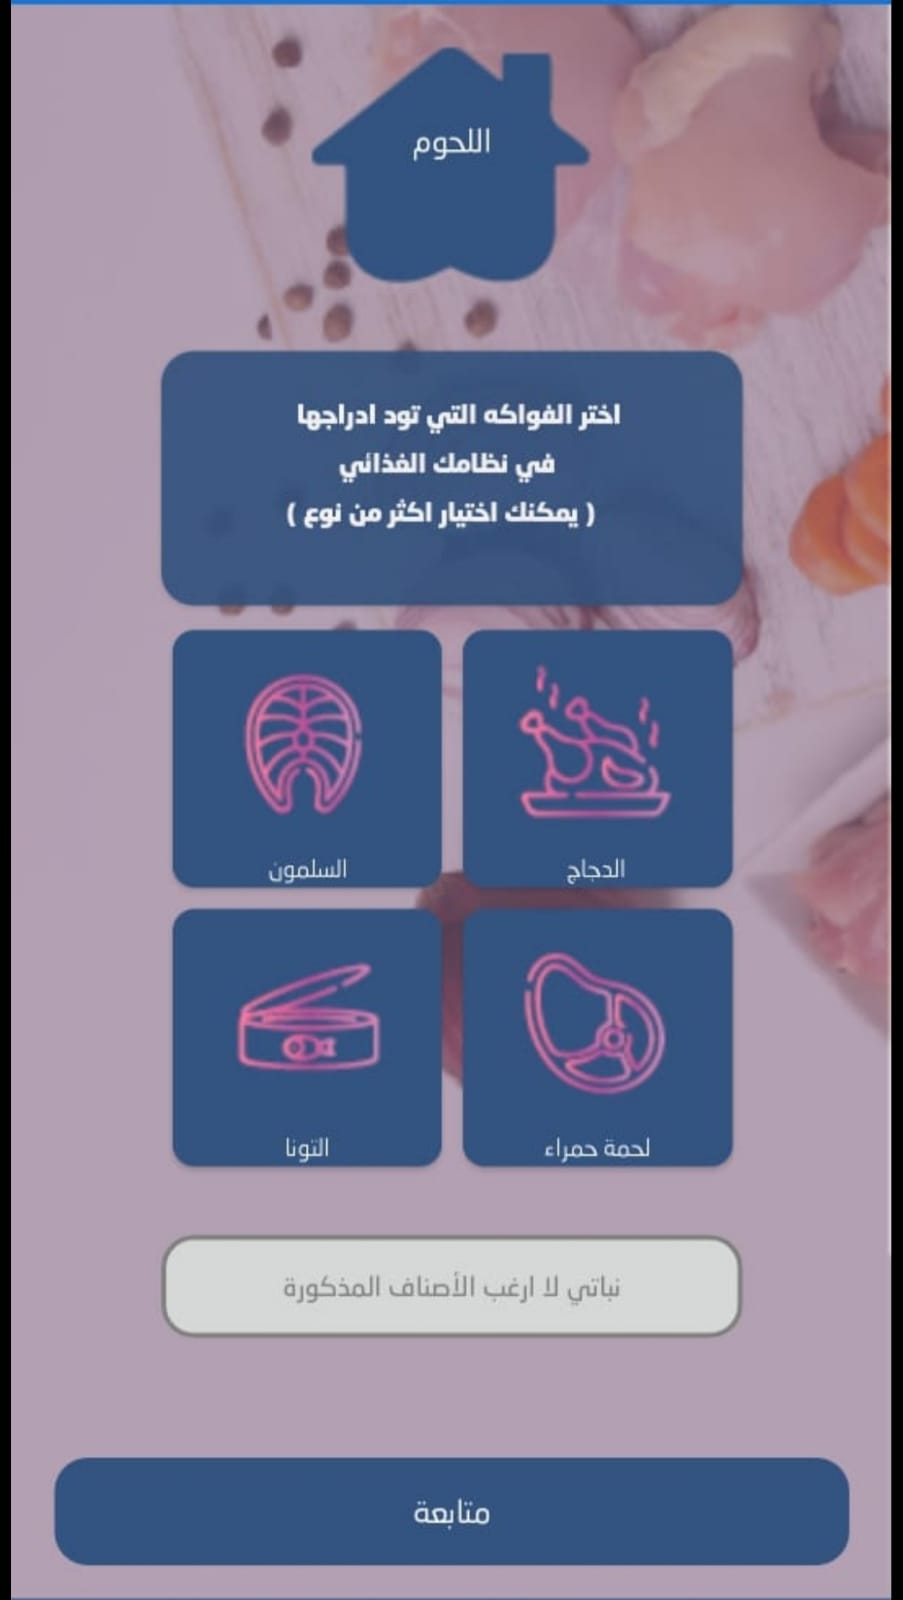 اللحوم
اختر الفواكه التي تود ادراجها
في نظامك الغذائي
( يمكنك اختيار اكثر من نوع )
الدجاج
السلمون
لحمة حمراء
التونا
نباتي لا ارغب الأصناف المذكورة
متابعة